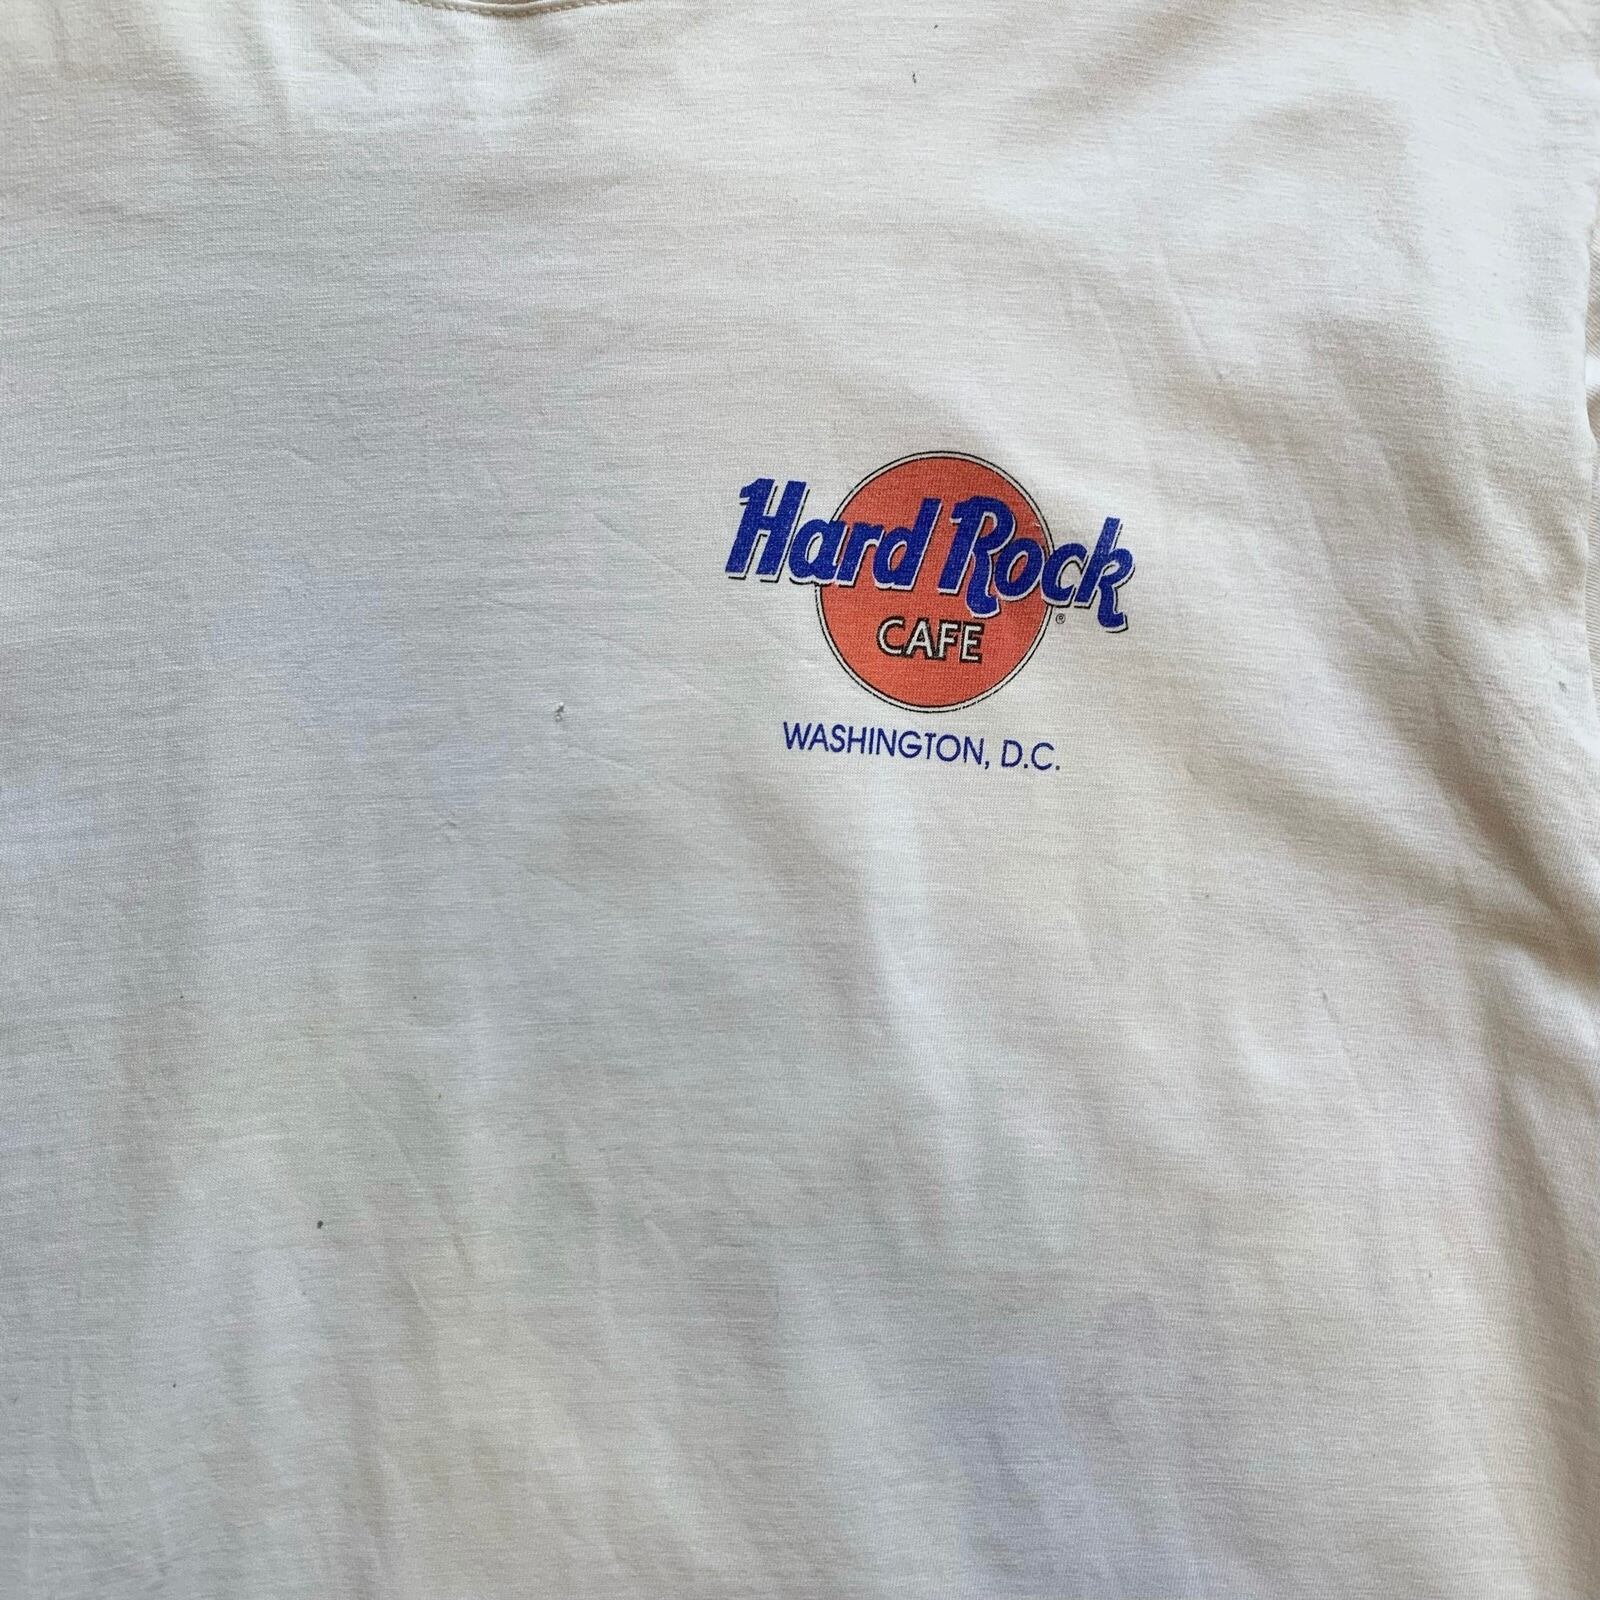 Hard Rock
CAFE
®
WASHINGTON, D.C.